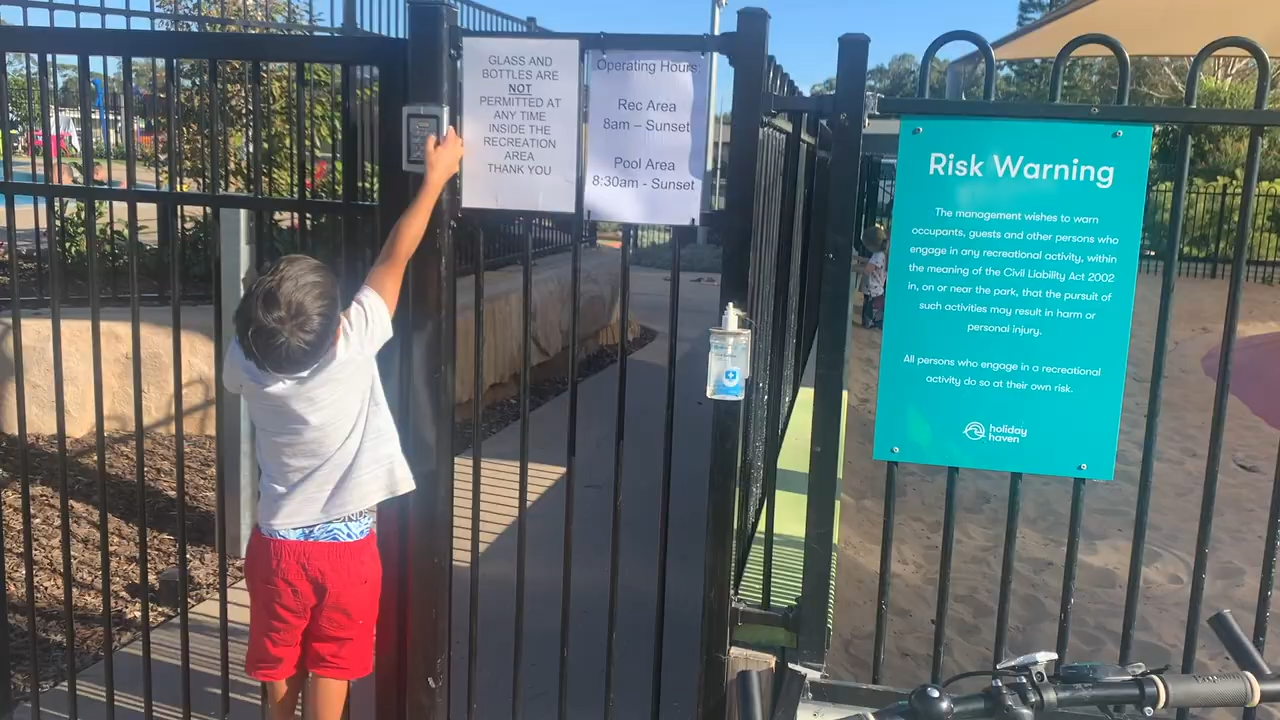 GLASS AND
BOTTLES ARE
NOT
PERMITTED AT
ANY TIME
INSIDE THE
RECREATION
AREA
THANK YOU
Operating Hours:
Rec Area
8am – Sunset
Pool Area
8:30am - Sunset
Risk Warning
The management wishes to warn
occupants, guests and other persons who
engage in any recreational activity, within
the meaning of the Civil Liability Act 2002
in, on or near the park, that the pursuit of
such activities may result in harm or
personal injury.
All persons who engage in a recreational
activity do so at their own risk.
holiday
haven